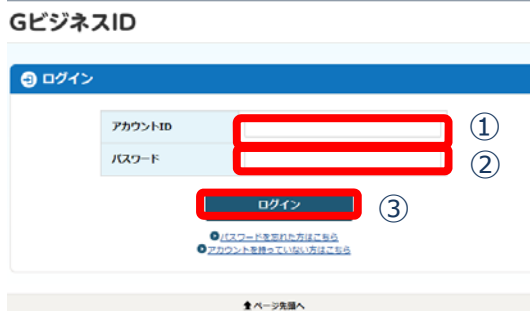 GビジネスID
ログイン
アカウントID
①
パスワード
②
ログイン
③
パスワードを忘れた方はこちら
アカウントを持っていない方はこちら
ページ先頭へ